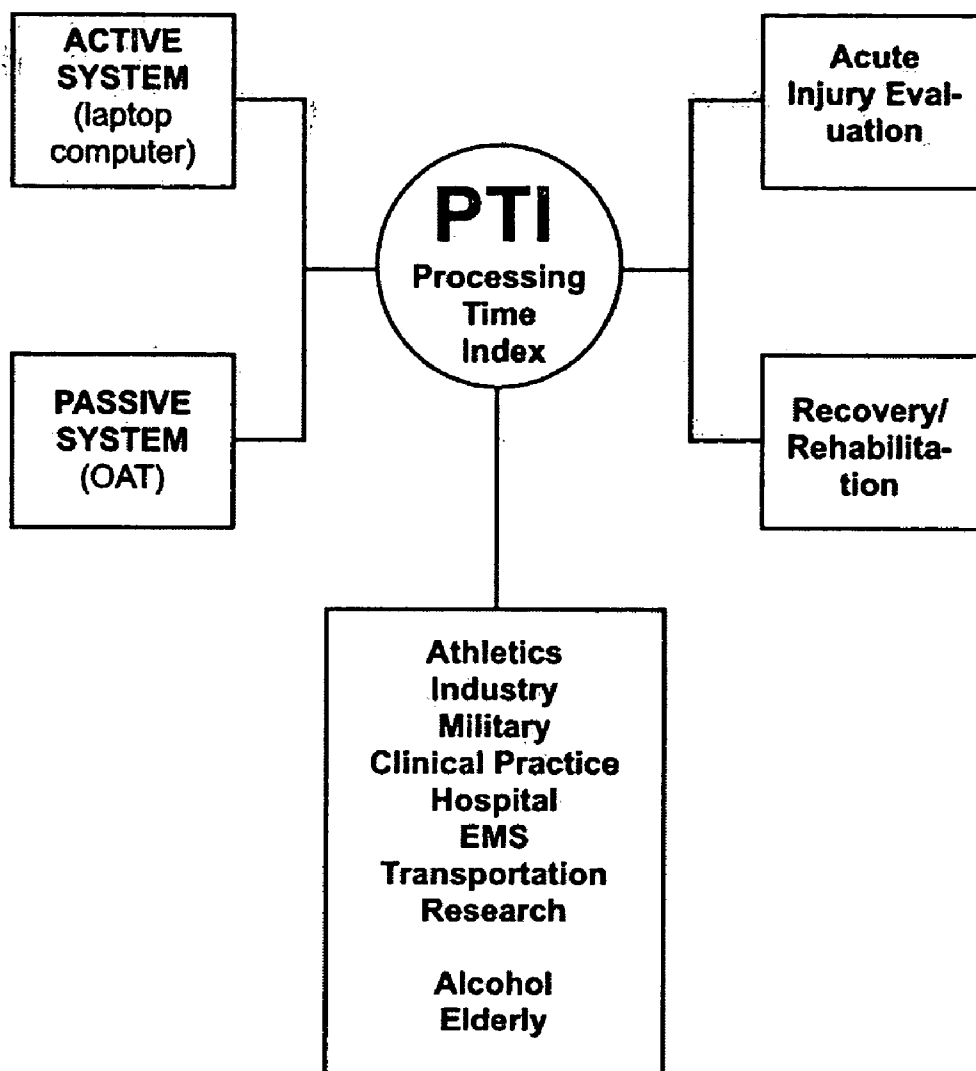 ACTIVE
SYSTEM
(laptop
computer)
PASSIVE
SYSTEM
(OAT)
PTI
Processing
Time
Index
Acute
Injury Eval-
uation
Recovery/
Rehabilita-
tion
Athletics
Industry
Military
Clinical Practice
Hospital
EMS
Transportation
Research
Alcohol
Elderly